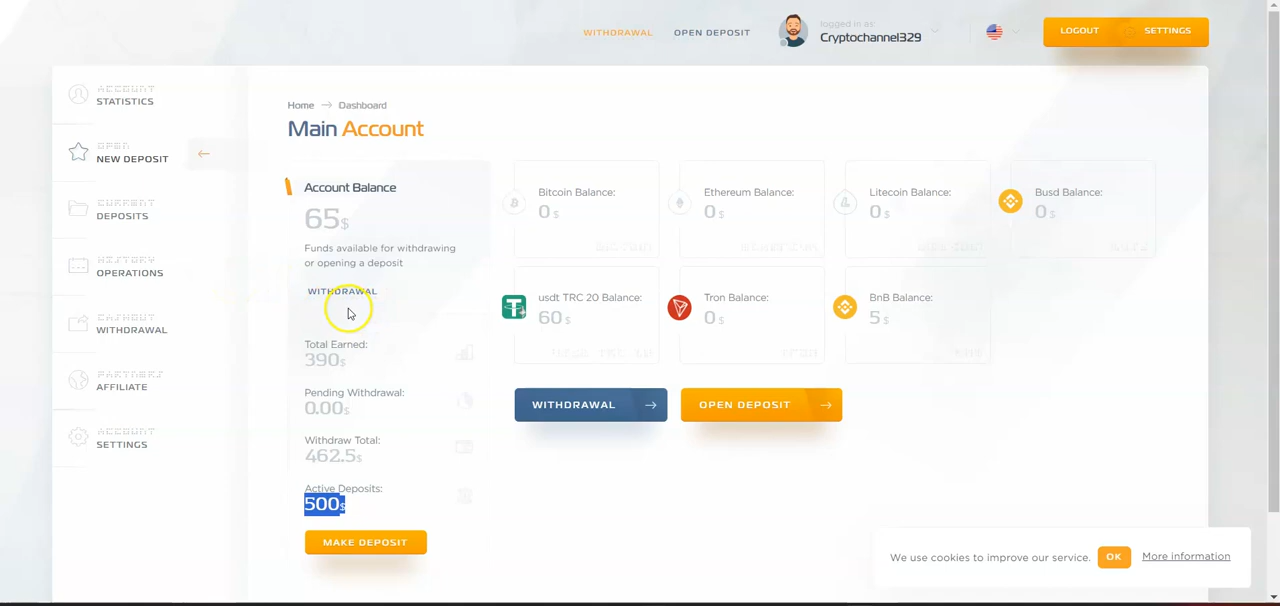 WITHDRAWAL
OPEN DEPOSIT
logged in as:
Cryptochannel329
LOGOUT
SETTINGS
ACCOUNT
STATISTICS
OPEN
NEW DEPOSIT
CURRENT
DEPOSITS
HISTORY
OPERATIONS
CASHOUT
WITHDRAWAL
PARTNERS
AFFILIATE
ACCOUNT
SETTINGS
Home
Dashboard
Main Account
Account Balance
65$
Funds available for withdrawing
or opening a deposit
WITHDRAWAL
Total Earned:
390$
Pending Withdrawal:
0.00$
Withdraw Total:
462.5$
Active Deposits:
500$
MAKE DEPOSIT
Bitcoin Balance:
0 $
Ethereum Balance:
0 $
Litecoin Balance:
0 $
Busd Balance:
0 $
usdt TRC 20 Balance:
60 $
Tron Balance:
0 $
BnB Balance:
5 $
WITHDRAWAL
OPEN DEPOSIT
We use cookies to improve our service.
OK
More information